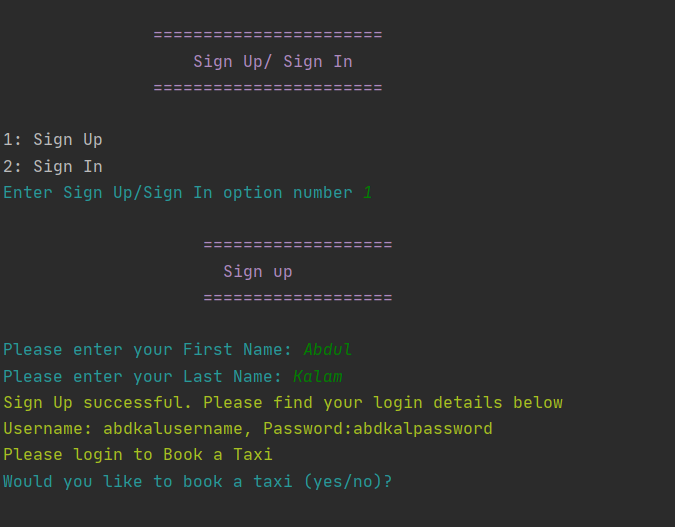 =======================
Sign Up/ Sign In
=======================
1: Sign Up
2: Sign In
Enter Sign Up/Sign In option number 1
===================
Sign up
===================
Please enter your First Name: Abdul
Please enter your Last Name: Kalam
Sign Up successful. Please find your login details below
Username: abdkalusername, Password:abdkalpassword
Please login to Book a Taxi
Would you like to book a taxi (yes/no)?